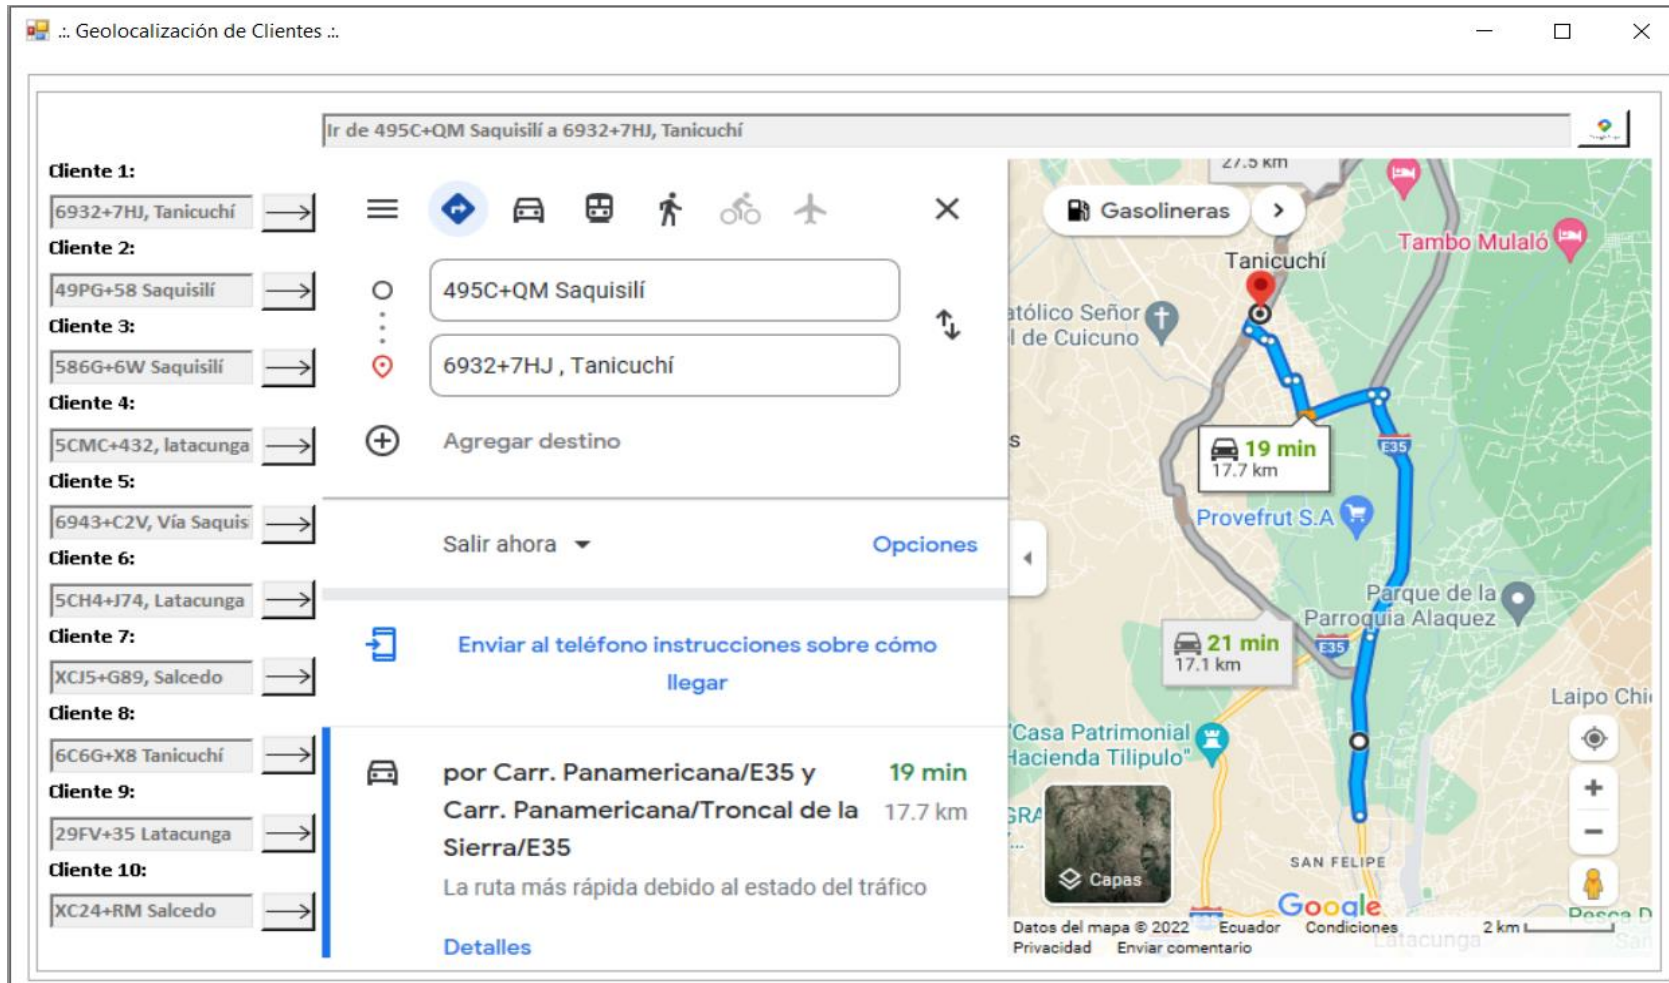 .:. Geolocalización de Clientes .:.
Ir de 495C+QM Saquisilí a 6932+7HJ, Tanicuchí
Cliente 1:
6932+7HJ, Tanicuchí
Cliente 2:
49PG+58 Saquisilí
Cliente 3:
586G+6W Saquisilí
Cliente 4:
5CMC+432, latacunga
Cliente 5:
6943+C2V, Vía Saquis
Cliente 6:
5CH4+J74, Latacunga
Cliente 7:
XCJ5+G89, Salcedo
Cliente 8:
6C6G+X8 Tanicuchí
Cliente 9:
29FV+35 Latacunga
Cliente 10:
XC24+RM Salcedo
495C+QM Saquisilí
6932+7HJ , Tanicuchí
Agregar destino
Salir ahora
Opciones
Enviar al teléfono instrucciones sobre cómo
llegar
por Carr. Panamericana/E35 y
19 min
Carr. Panamericana/Troncal de la
17.7 km
Sierra/E35
La ruta más rápida debido al estado del tráfico
Detalles
27.5 km
Gasolineras
Tambo Mulaló
Tanicuchí
atólico Señor
l de Cuicuno
s
19 min
17.7 km
E35
Provefrut S.A
Parque de la
Parroquia Alaquez
E35
21 min
17.1 km
Laipo Chi
"Casa Patrimonial
Hacienda Tilipulo"
GRA
...
Capas
SAN FELIPE
Google
Pesca D
San
Latacunga
Datos del mapa © 2022 Ecuador Condiciones 2 km
Privacidad Enviar comentario